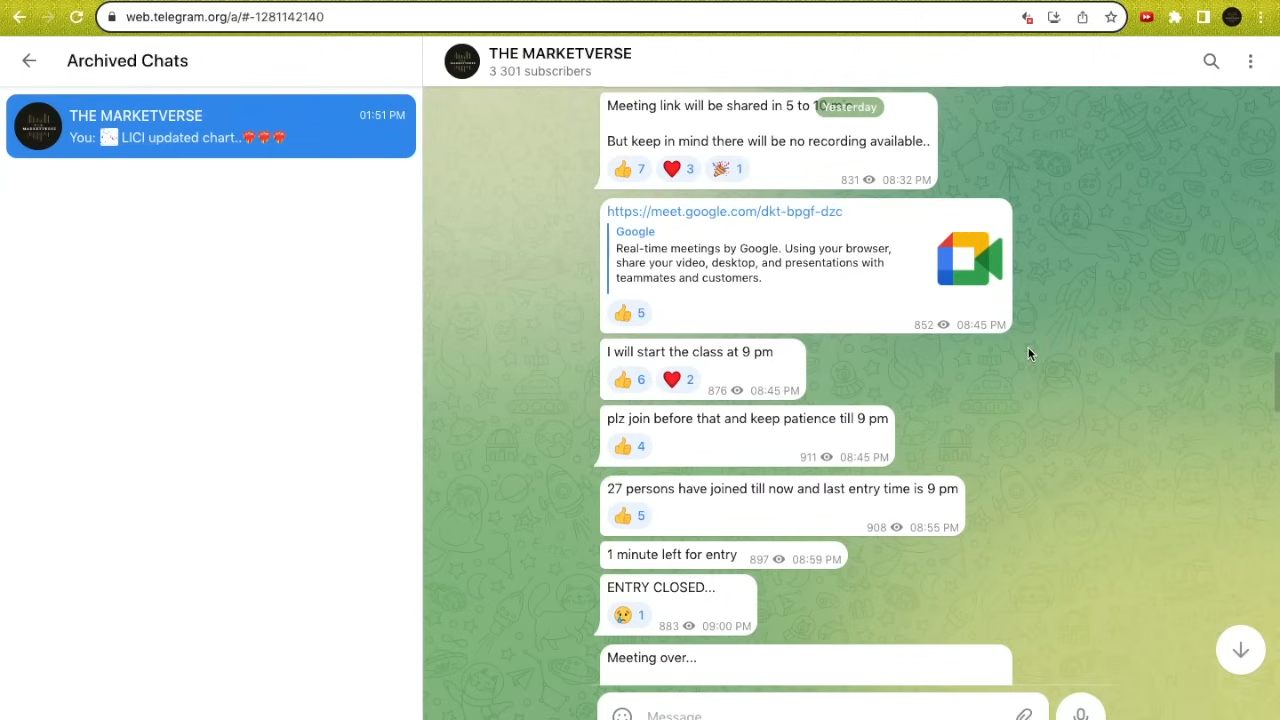 web.telegram.org/a/#-1281142140
Archived Chats
THE MARKETVERSE
3 301 subscribers
THE MARKETVERSE
01:51 PM
You: LICI updated chart..
Yesterday
Meeting link will be shared in 5 to
But keep in mind there will be no recording available..
7 3 1
831 08:32 PM
https://meet.google.com/dkt-bpgf-dzc
Google
Real-time meetings by Google. Using your browser,
share your video, desktop, and presentations with
teammates and customers.
5
852 08:45 PM
I will start the class at 9 pm
6 2
876 08:45 PM
plz join before that and keep patience till 9 pm
4
911 08:45 PM
27 persons have joined till now and last entry time is 9 pm
5
908 08:55 PM
1 minute left for entry 897 08:59 PM
ENTRY CLOSED...
1
883 09:00 PM
Meeting over...
Message